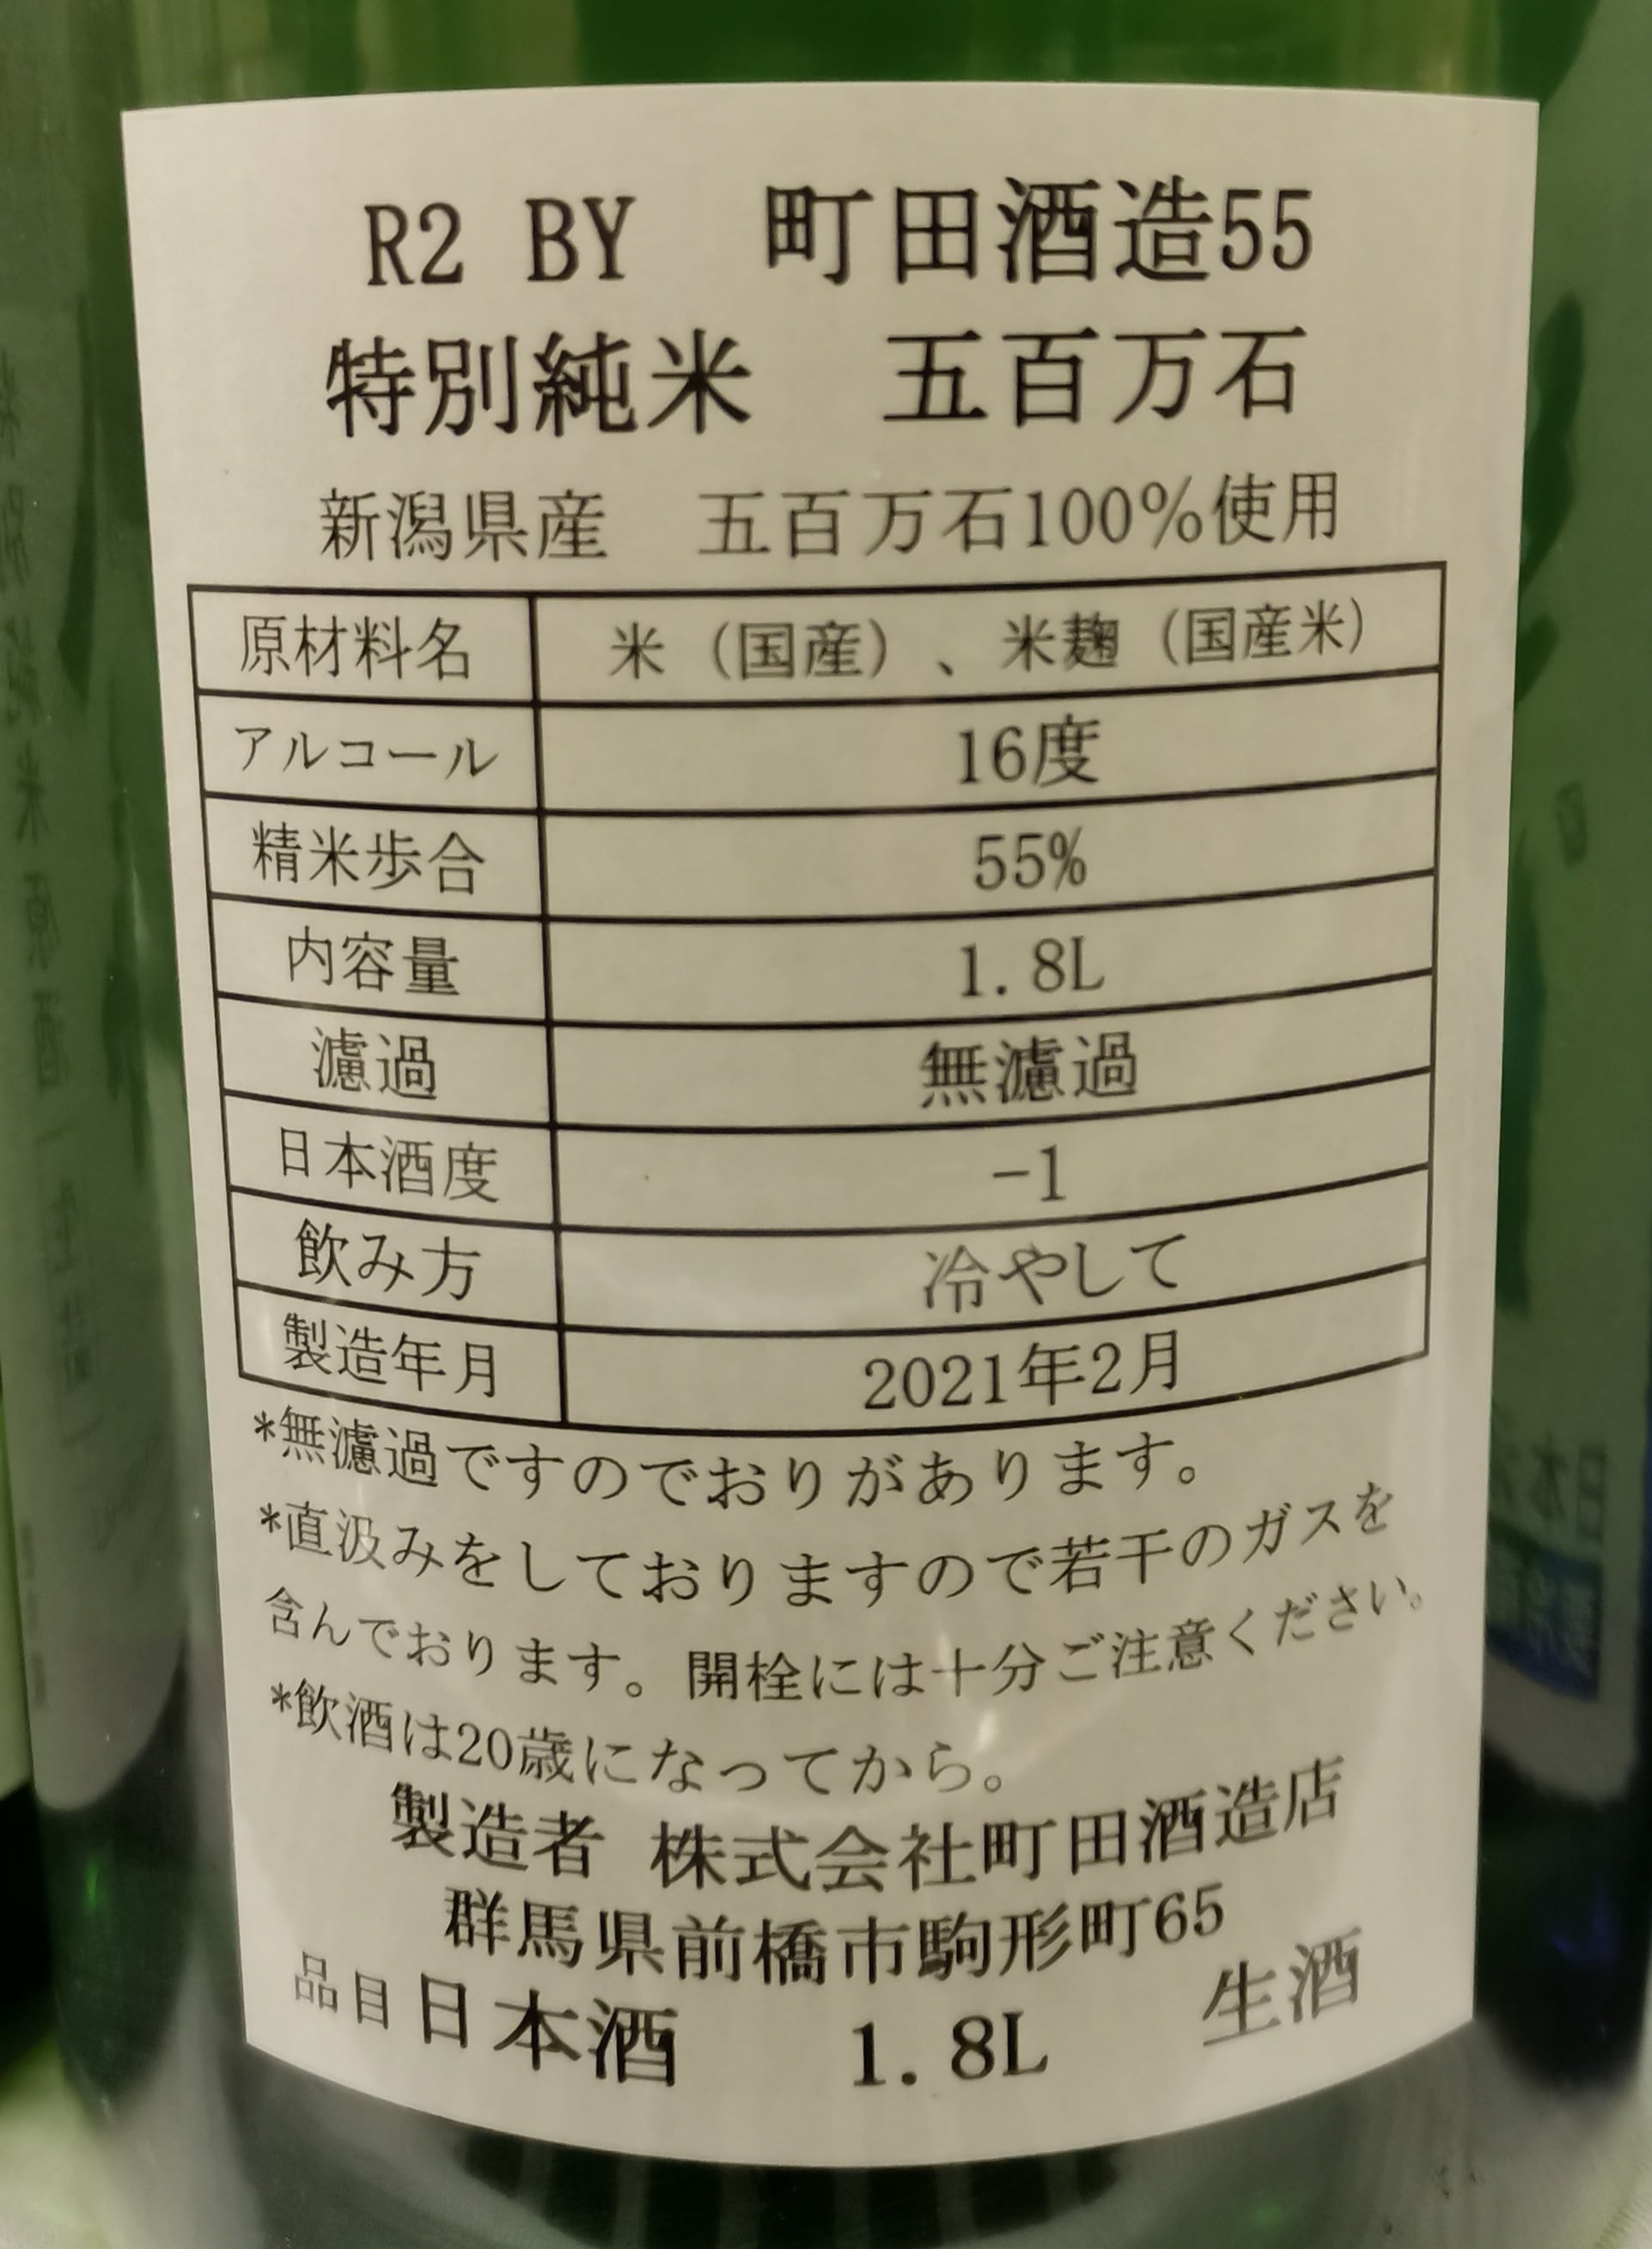 R2 BY　町田酒造55
特別純米　五百万石
新潟県産　五百万石100％使用
原材料名　米（国産）、米麹（国産米）
アルコール　16度
精米歩合　55%
内容量　1.8L
濾過　無濾過
日本酒度　-1
飲み方　冷やして
製造年月　2021年2月
*無濾過ですのでおりがあります。
*直汲みをしておりますので若干のガスを
含んでおります。開栓には十分ご注意ください。
*飲酒は20歳になってから。
製造者 株式会社町田酒造店
群馬県前橋市駒形町65
品目日本酒　1.8L　生酒